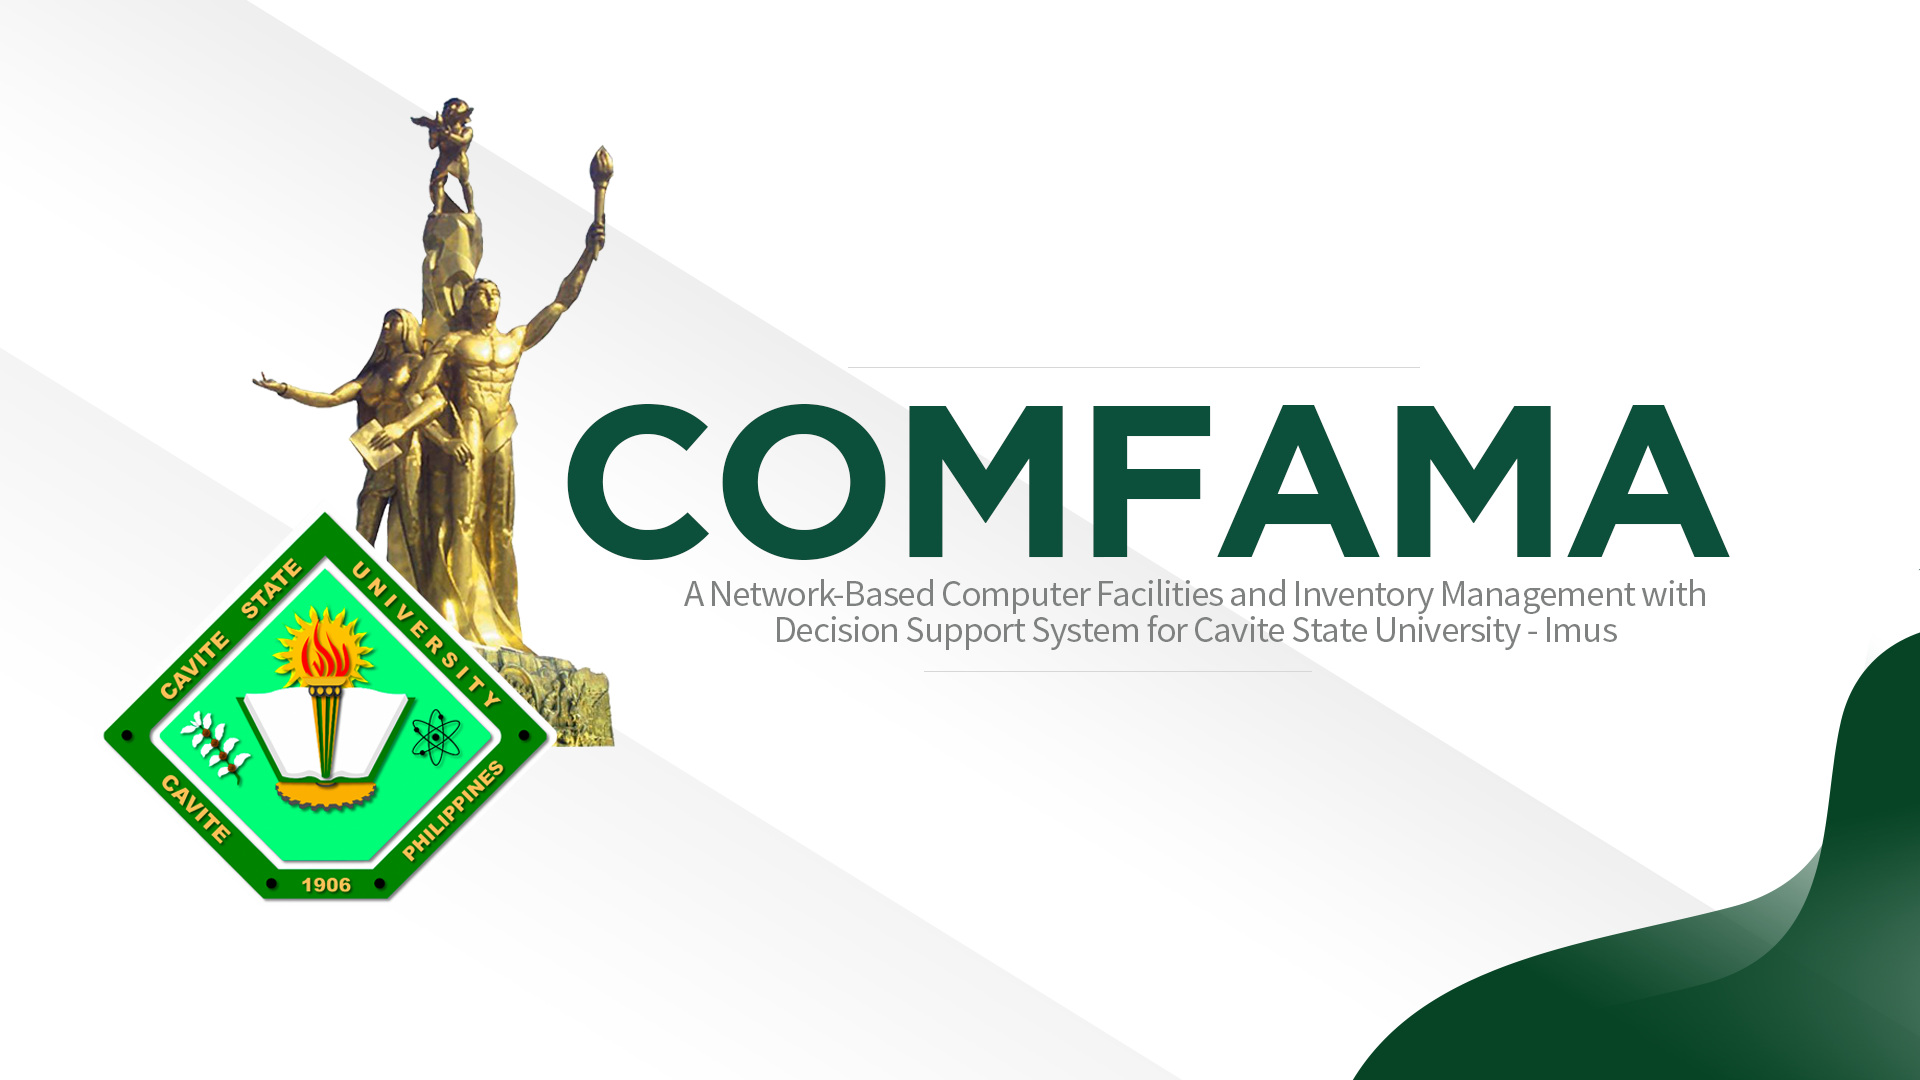 COMFAMA
A Network-Based Computer Facilities and Inventory Management with
Decision Support System for Cavite State University - Imus
CAVITE STATE UNIVERSITY
CAVITE
PHILIPPINES
1906